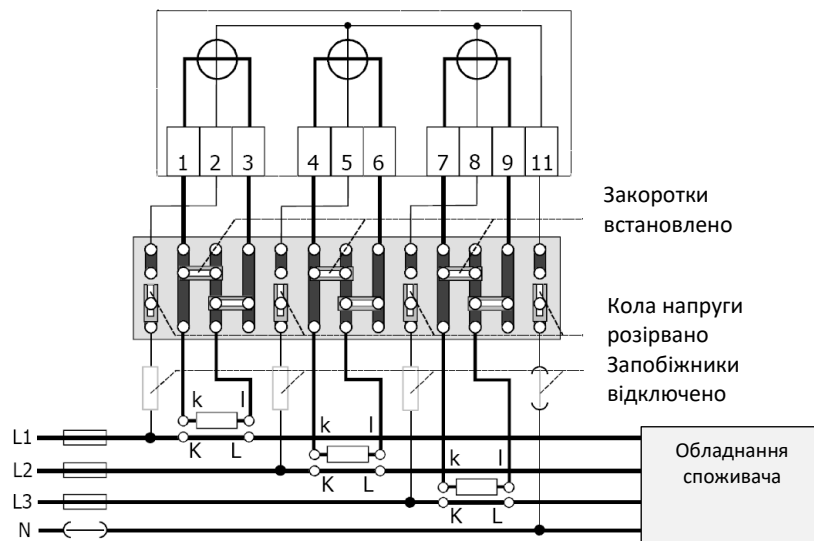 1 2 3 4 5 6 7 8 9 11
Закоротки
встановлено
Кола напруги
розірвано
Запобіжники
відключено
k l
L1
K L
k l
L2
K L
k l
L3
K L
N
Обладнання
споживача